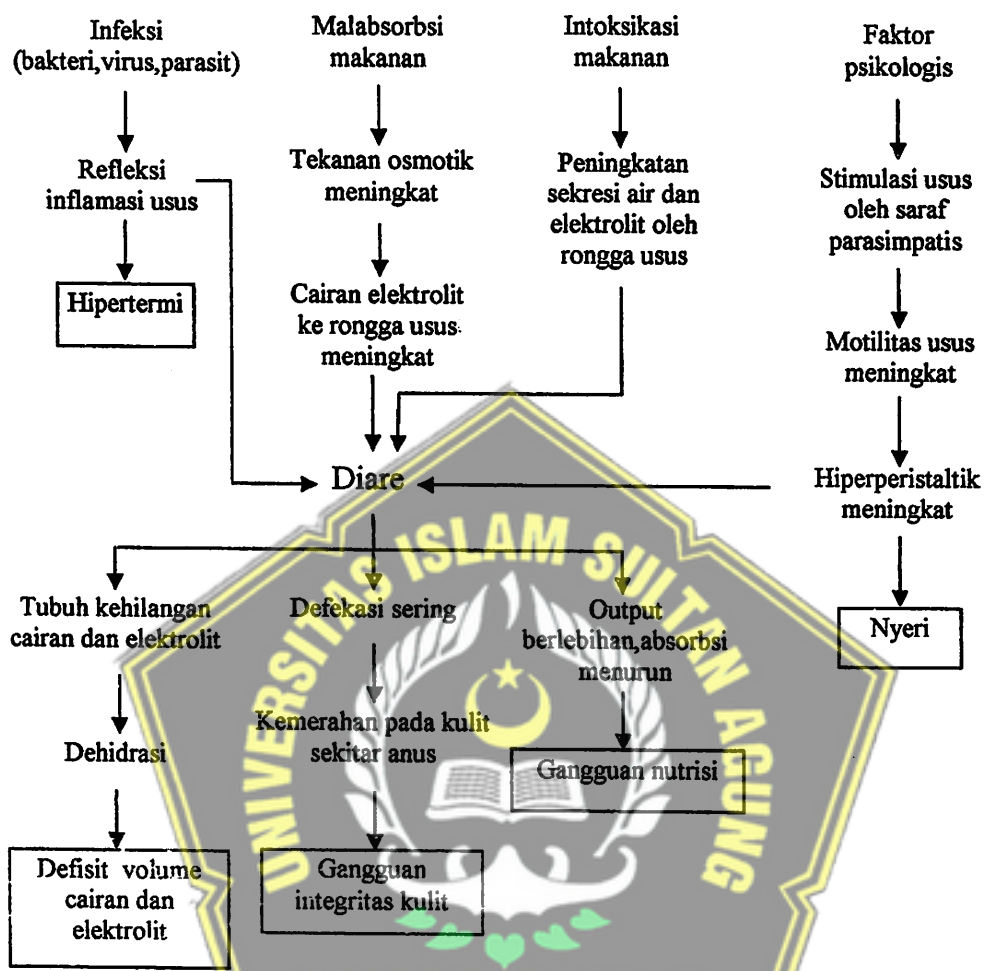 Infeksi
(bakteri,virus,parasit)
Malabsorbsi
makanan
Intoksikasi
makanan
Faktor
psikologis
Refleksi
inflamasi usus
Tekanan osmotik
meningkat
Peningkatan
sekresi air dan
elektrolit oleh
rongga usus
Stimulasi usus
oleh saraf
parasimpatis
Hipertermi
Cairan elektrolit
ke rongga usus
meningkat
Motilitas usus
meningkat
Diare
Hiperperistaltik
meningkat
Tubuh kehilangan
cairan dan elektrolit
Defekasi sering
Output
berlebihan,absorbsi
menurun
Nyeri
Dehidrasi
Kemerahan pada kulit
sekitar anus
Gangguan nutrisi
Defisit volume
cairan dan
elektrolit
Gangguan
integritas kulit
UNIVERSITAS ISLAM SULTAN AGUNG